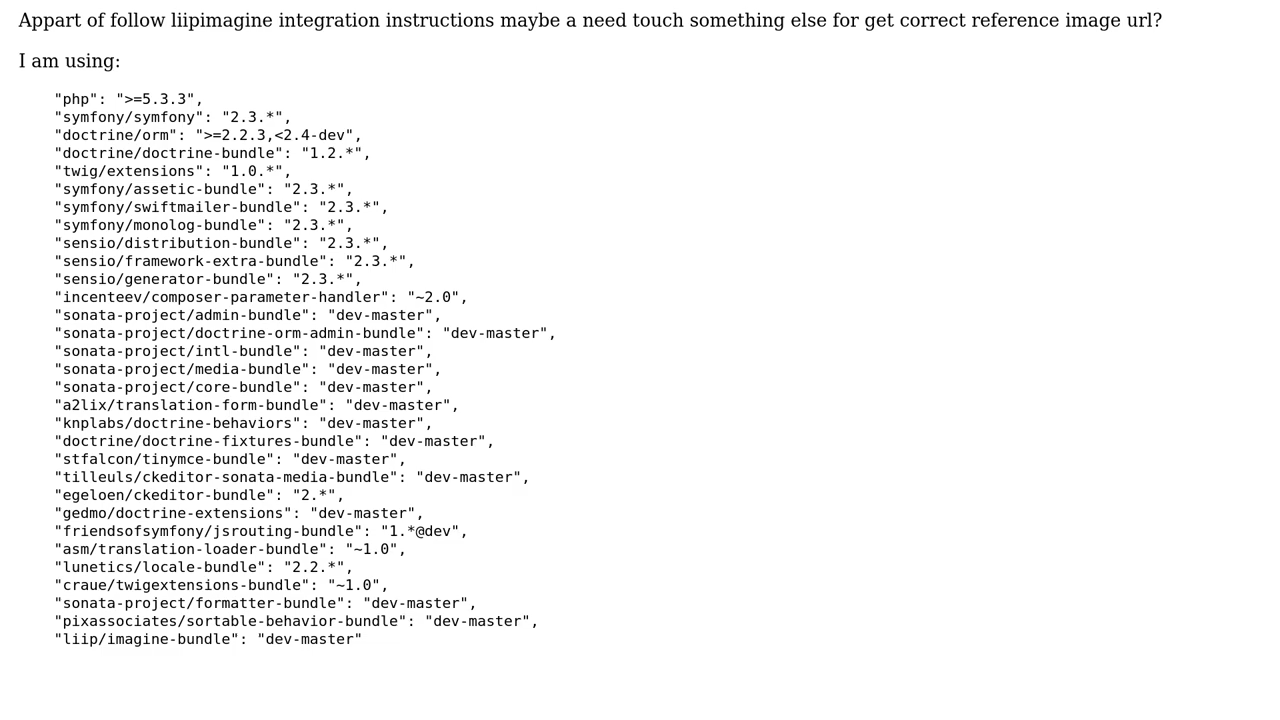 Appart of follow liipimagine integration instructions maybe a need touch something else for get correct reference image url?
I am using:
"php": ">=5.3.3",
"symfony/symfony": "2.3.*",
"doctrine/orm": ">=2.2.3,<2.4-dev",
"doctrine/doctrine-bundle": "1.2.*",
"twig/extensions": "1.0.*",
"symfony/assetic-bundle": "2.3.*",
"symfony/swiftmailer-bundle": "2.3.*",
"symfony/monolog-bundle": "2.3.*",
"sensio/distribution-bundle": "2.3.*",
"sensio/framework-extra-bundle": "2.3.*",
"sensio/generator-bundle": "2.3.*",
"incenteev/composer-parameter-handler": "~2.0",
"sonata-project/admin-bundle": "dev-master",
"sonata-project/doctrine-orm-admin-bundle": "dev-master",
"sonata-project/intl-bundle": "dev-master",
"sonata-project/media-bundle": "dev-master",
"sonata-project/core-bundle": "dev-master",
"a2lix/translation-form-bundle": "dev-master",
"knplabs/doctrine-behaviors": "dev-master",
"doctrine/doctrine-fixtures-bundle": "dev-master",
"stfalcon/tinymce-bundle": "dev-master",
"tilleuls/ckeditor-sonata-media-bundle": "dev-master",
"egeloen/ckeditor-bundle": "2.*",
"gedmo/doctrine-extensions": "dev-master",
"friendsofsymfony/jsrouting-bundle": "1.*@dev",
"asm/translation-loader-bundle": "~1.0",
"lunetics/locale-bundle": "2.2.*",
"craue/twigextensions-bundle": "~1.0",
"sonata-project/formatter-bundle": "dev-master",
"pixassociates/sortable-behavior-bundle": "dev-master",
"liip/imagine-bundle": "dev-master"